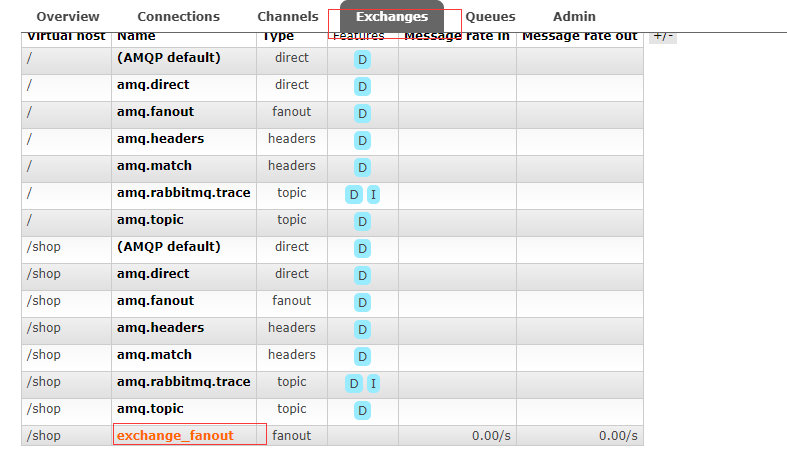 Overview Connections Channels Exchanges Queues Admin
Virtual host Name Type Features Message rate in Message rate out +/-
/ (AMQP default) direct D
/ amq.direct direct D
/ amq.fanout fanout D
/ amq.headers headers D
/ amq.match headers D
/ amq.rabbitmq.trace topic D I
/ amq.topic topic D
/shop (AMQP default) direct D
/shop amq.direct direct D
/shop amq.fanout fanout D
/shop amq.headers headers D
/shop amq.match headers D
/shop amq.rabbitmq.trace topic D I
/shop amq.topic topic D
/shop exchange_fanout fanout 0.00/s 0.00/s